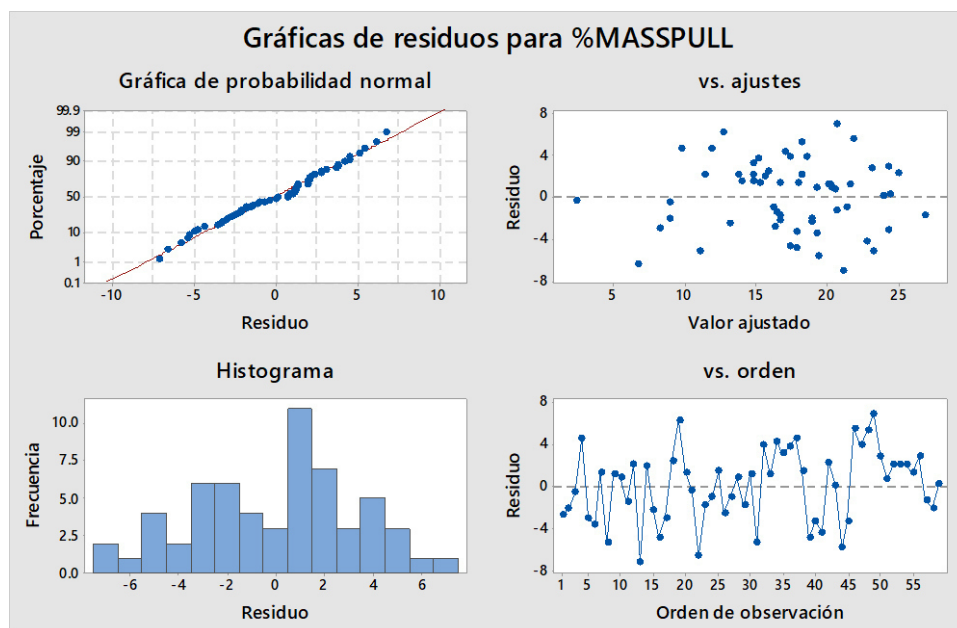 Gráficas de residuos para %MASSPULL
Gráfica de probabilidad normal
99.9
99
90
50
10
1
0.1
Porcentaje
-10 -5 0 5 10
Residuo
vs. ajustes
8
4
0
-4
-8
Residuo
5 10 15 20 25
Valor ajustado
Histograma
10.0
7.5
5.0
2.5
0.0
Frecuencia
-6 -4 -2 0 2 4 6
Residuo
vs. orden
8
4
0
-4
-8
Residuo
1 5 10 15 20 25 30 35 40 45 50 55
Orden de observación